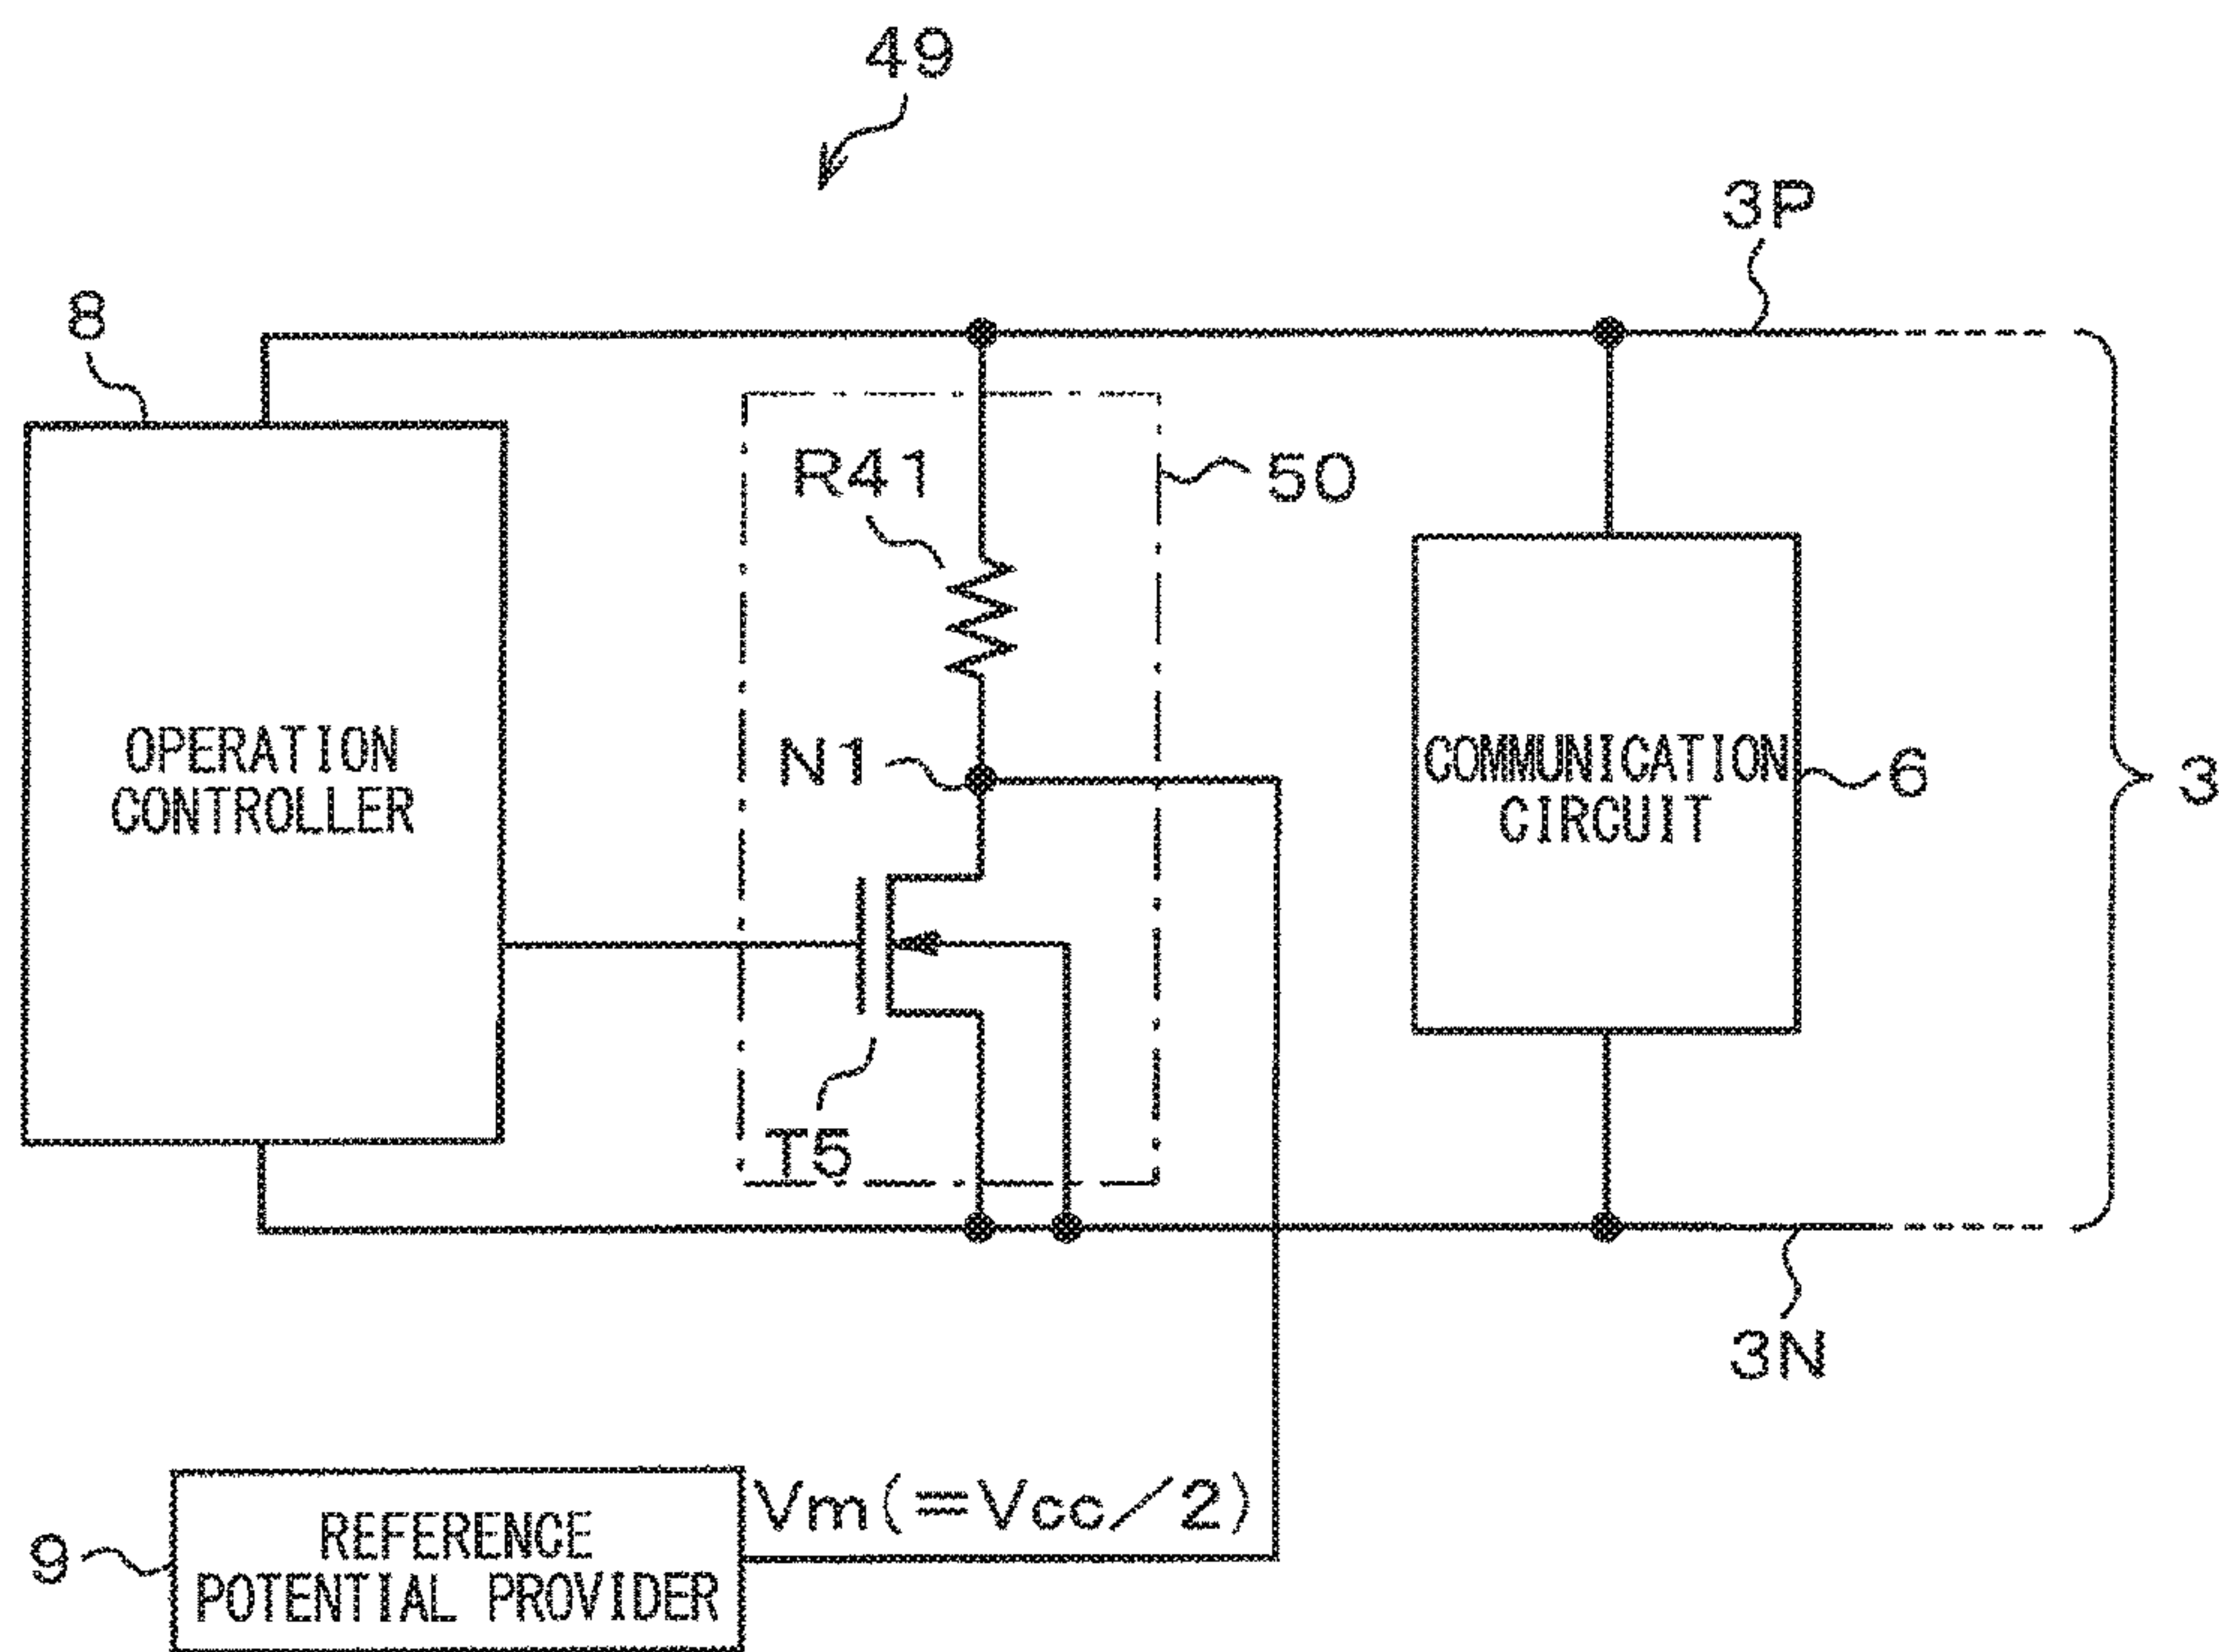 49
3P
8
R41
50
OPERATION
CONTROLLER
N1
COMMUNICATION
CIRCUIT
6
3
T5
3N
Vm(=Vcc/2)
9
REFERENCE
POTENTIAL PROVIDER